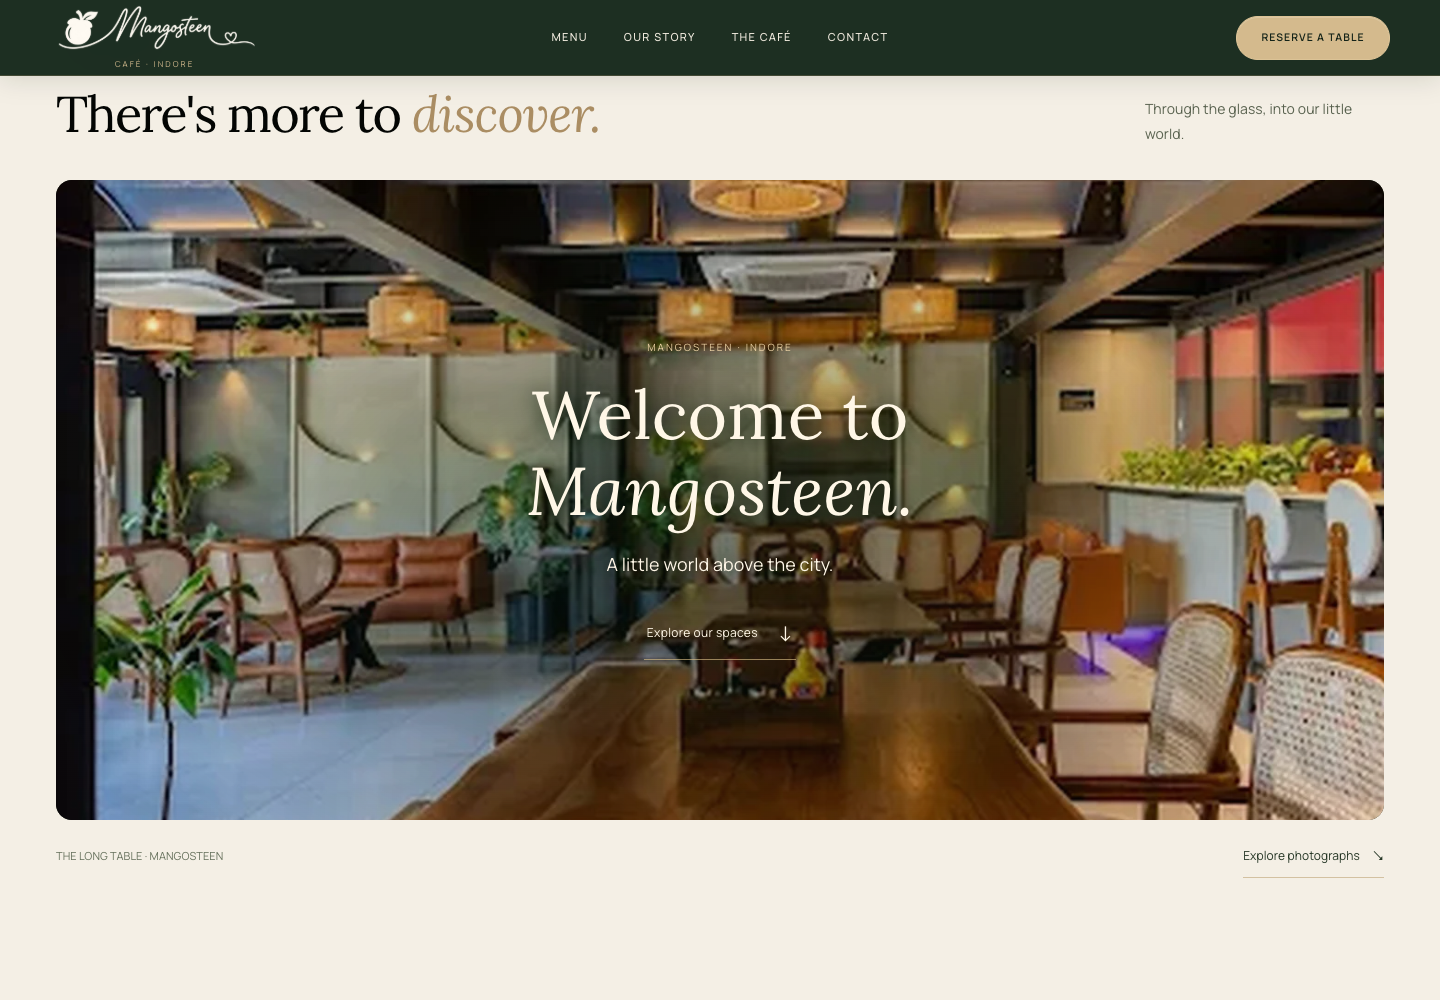 Mangosteen
CAFÉ · INDORE
MENU
OUR STORY
THE CAFÉ
CONTACT
RESERVE A TABLE
There's more to discover.
Through the glass, into our little
world.
MANGOSTEEN · INDORE
Welcome to
Mangosteen.
A little world above the city.
Explore our spaces ↓
THE LONG TABLE · MANGOSTEEN
Explore photographs ↘